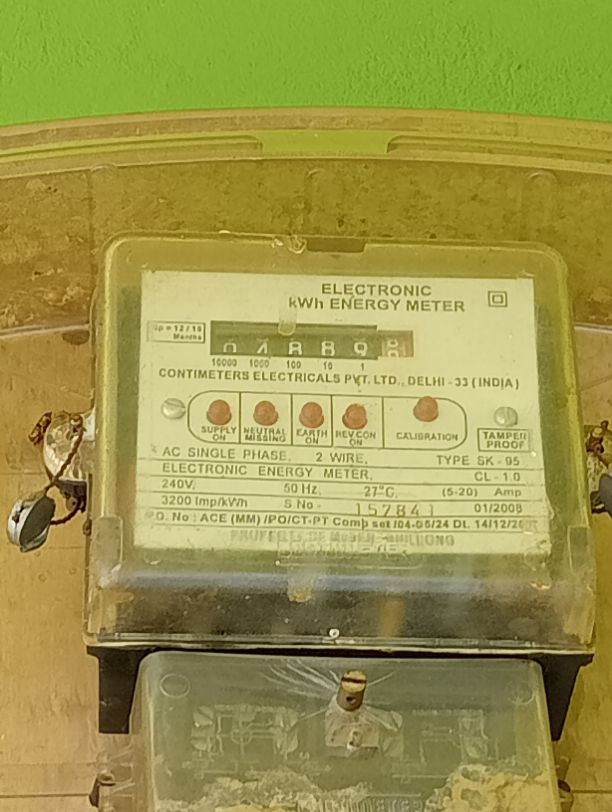 ELECTRONIC
kWh ENERGY METER
Months
0 4 8 8 9 8
10000 1000 100 10 1
CONTIMETERS ELECTRICALS PVT. LTD., DELHI - 33 ( INDIA )
SUPPLY ON NEUTRAL MISSING EARTH ON REV.CON ON CALIBRATION
TAMPER PROOF
AC SINGLE PHASE, 2 WIRE, TYPE SK - 95
ELECTRONIC ENERGY METER, CL - 1.0
240V, 50 Hz, 27°C, (5-20) Amp
3200 Imp/kWh S.No - 157841 01/2008
No : ACE (MM) /PO/CT-PT Comp set /04-05/24 Dt. 14/12/